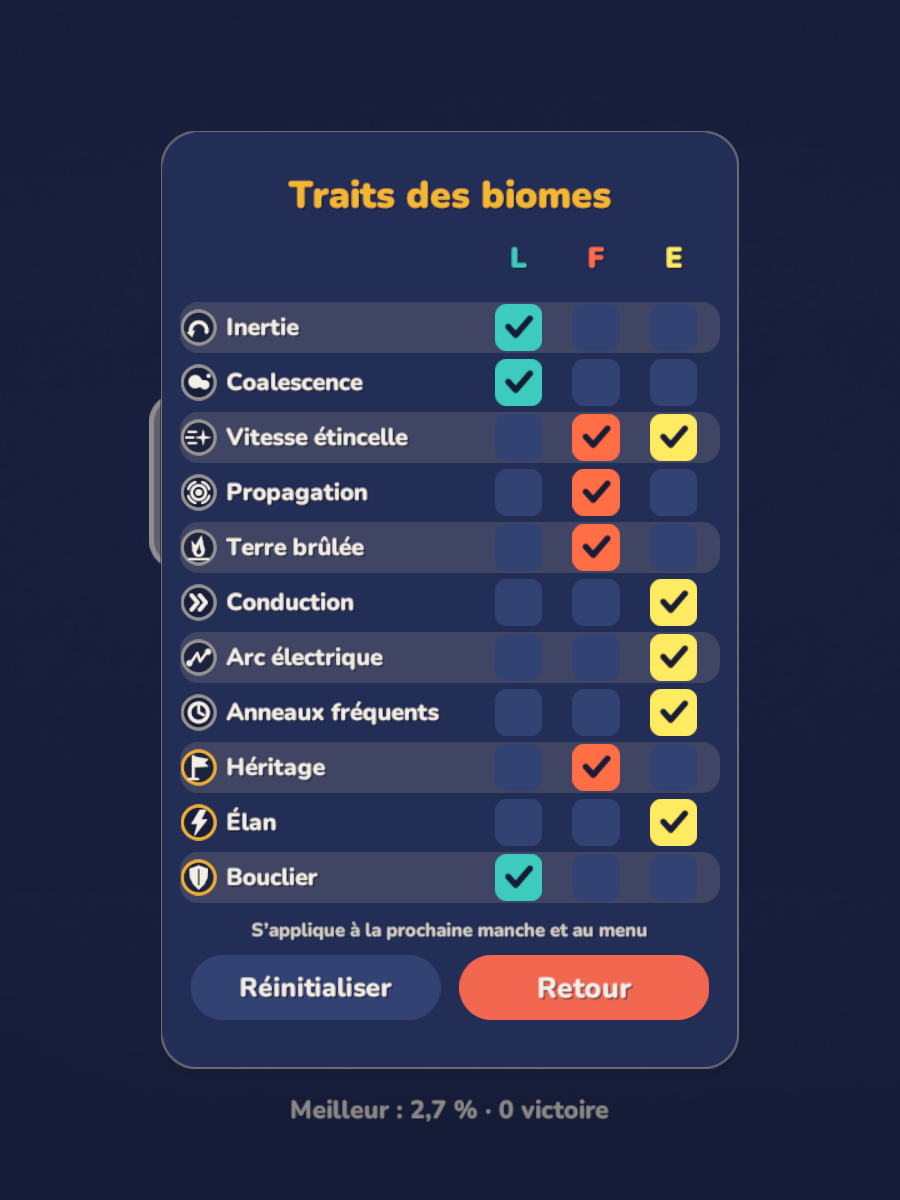 Traits des biomes
L F E
Inertie
Coalescence
Vitesse étincelle
Propagation
Terre brûlée
Conduction
Arc électrique
Anneaux fréquents
Héritage
Élan
Bouclier
S'applique à la prochaine manche et au menu
Réinitialiser Retour
Meilleur : 2,7 % · 0 victoire